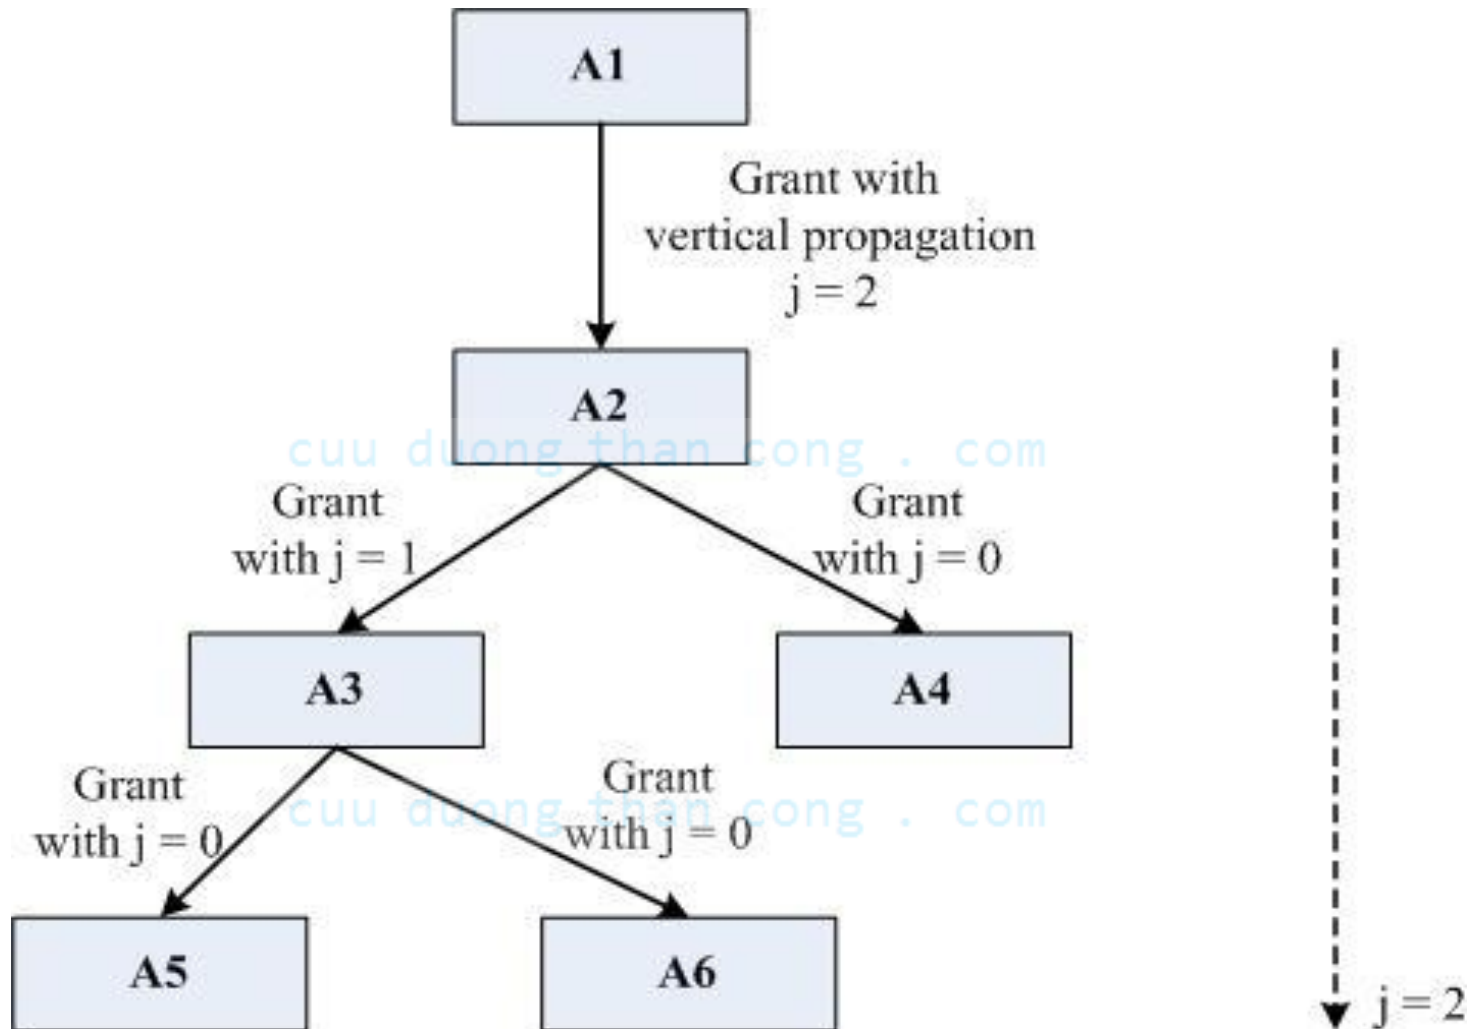 A1
Grant with
vertical propagation
j = 2
A2
cuu duong than cong . com
Grant
with j = 1
Grant
with j = 0
A3
A4
Grant
with j = 0
Grant
with j = 0
cuu duong than cong . com
A5
A6
j = 2